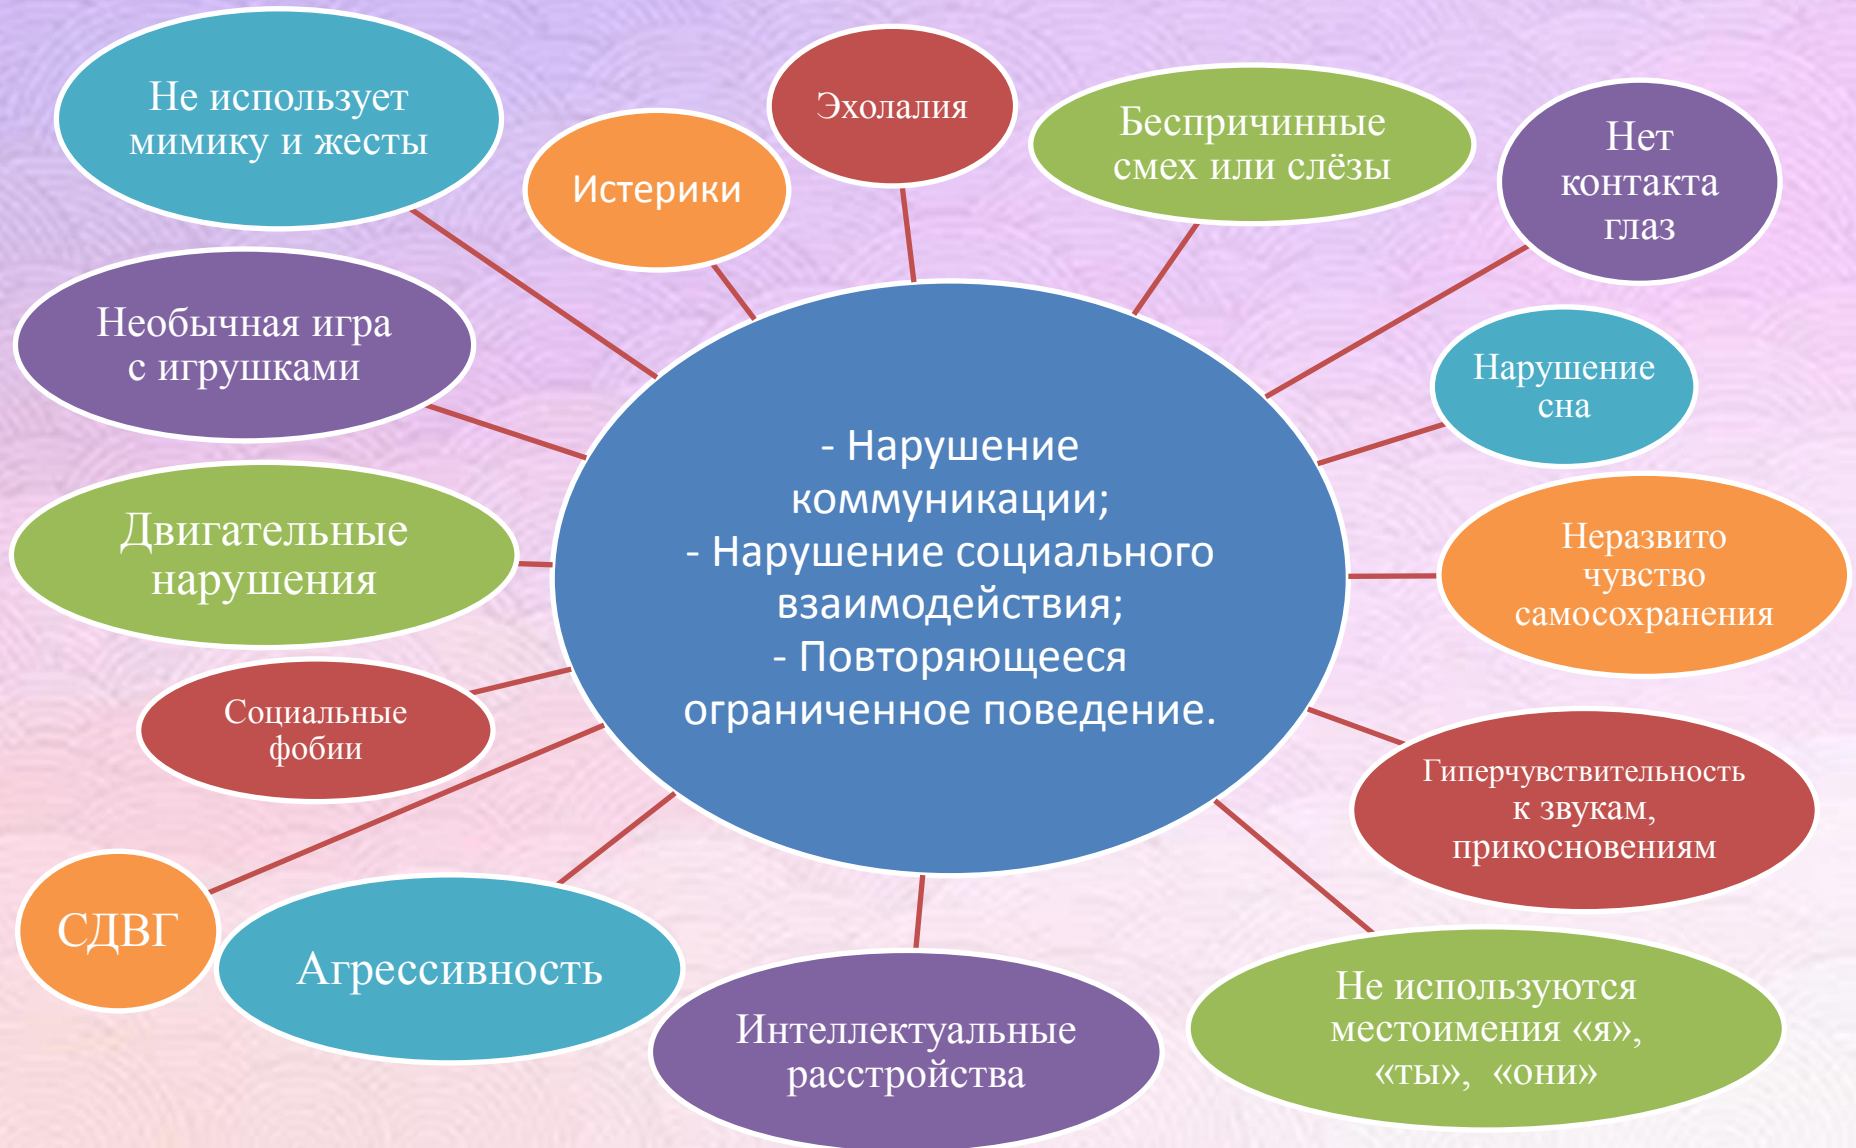 Не использует
мимику и жесты
Истерики
Эхолалия
Беспричинные
смех или слёзы
Нет
контакта
глаз
Необычная игра
с игрушками
Нарушение
сна
- Нарушение
коммуникации;
- Нарушение социального
взаимодействия;
- Повторяющееся
ограниченное поведение.
Двигательные
нарушения
Неразвито
чувство
самосохранения
Социальные
фобии
Гиперчувствительность
к звукам,
прикосновениям
СДВГ
Агрессивность
Интеллектуальные
расстройства
Не используются
местоимения «я»,
«ты», «они»